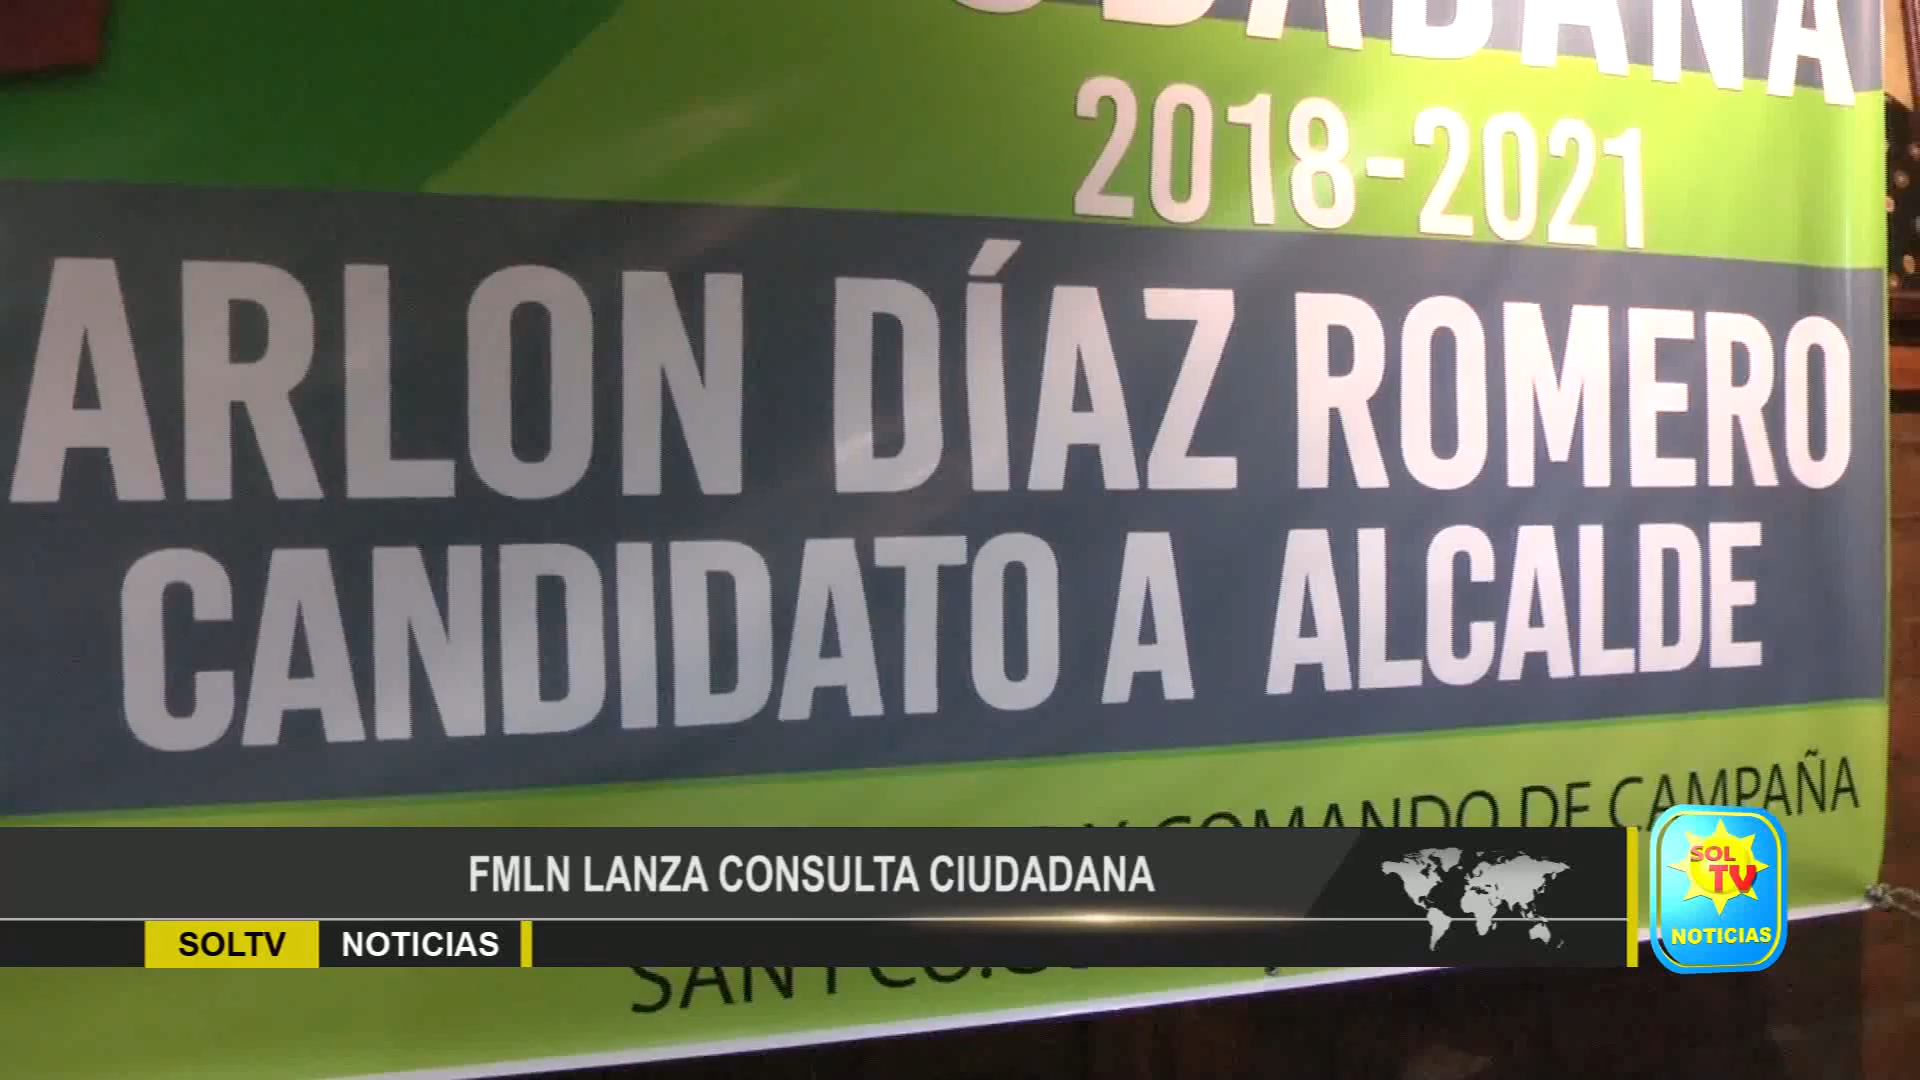 2018-2021
ARLON DÍAZ ROMERO
CANDIDATO A ALCALDE
Y COMANDO DE CAMPAÑA
FMLN LANZA CONSULTA CIUDADANA
SOLTV NOTICIAS
SOL
TV
NOTICIAS